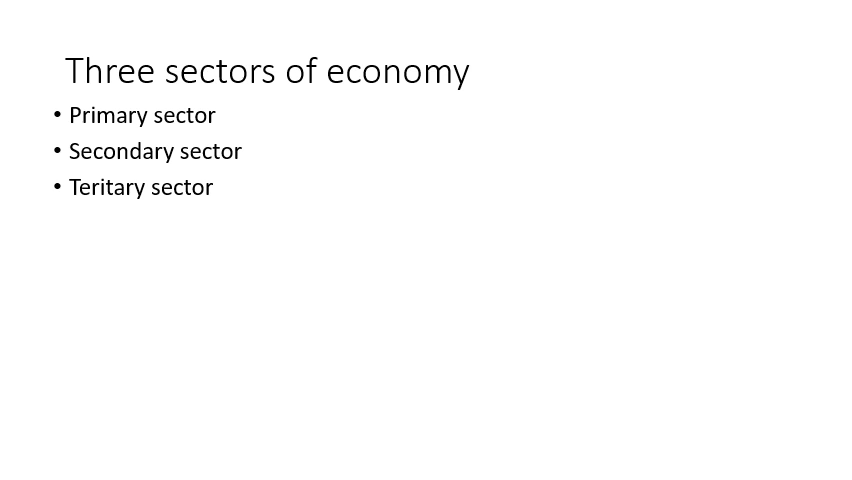 Three sectors of economy
• Primary sector
• Secondary sector
• Teritary sector